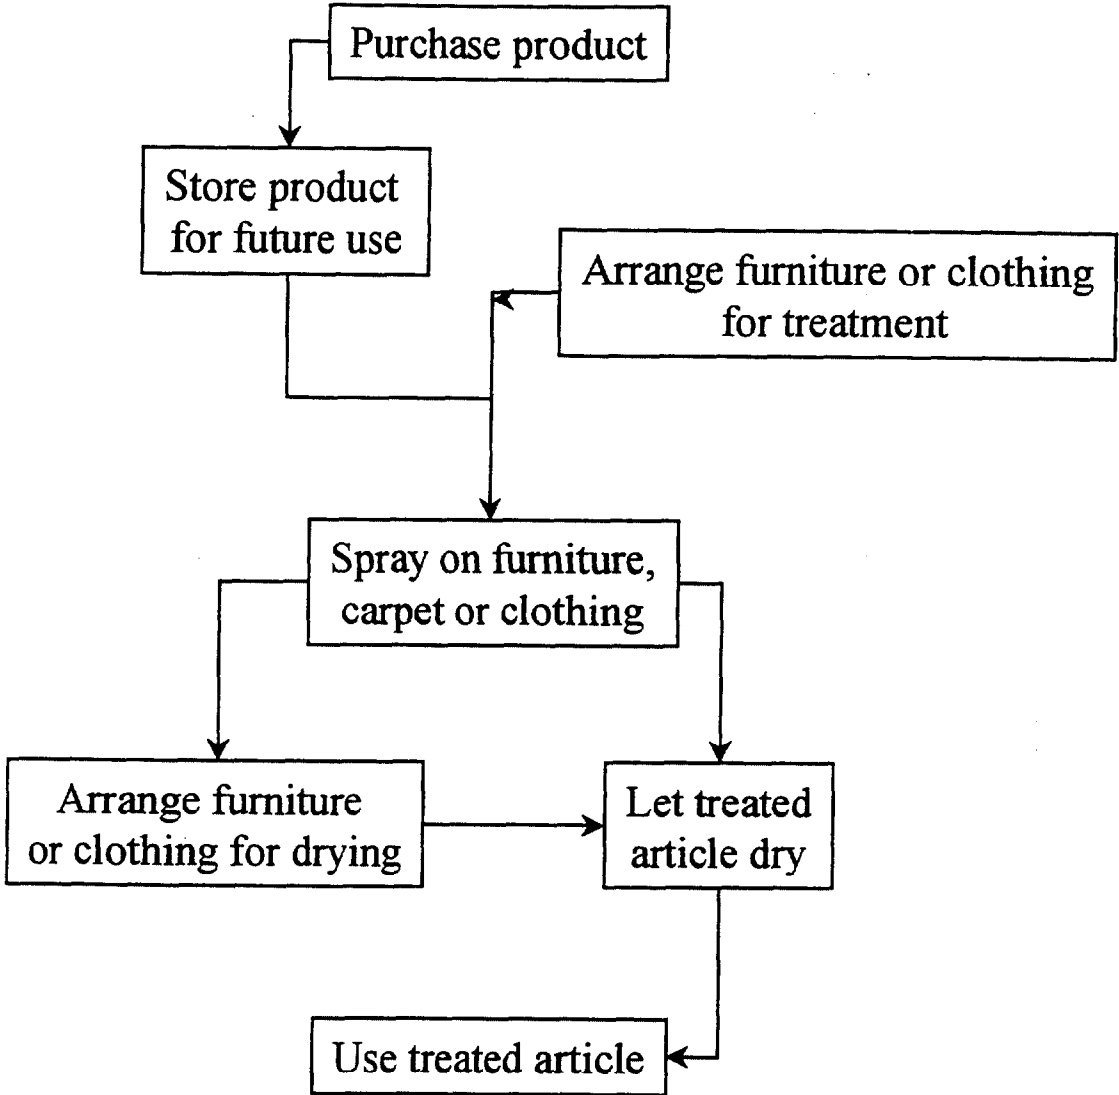 Purchase product
Store product
for future use
Arrange furniture or clothing
for treatment
Spray on furniture,
carpet or clothing
Arrange furniture
or clothing for drying
Let treated
article dry
Use treated article